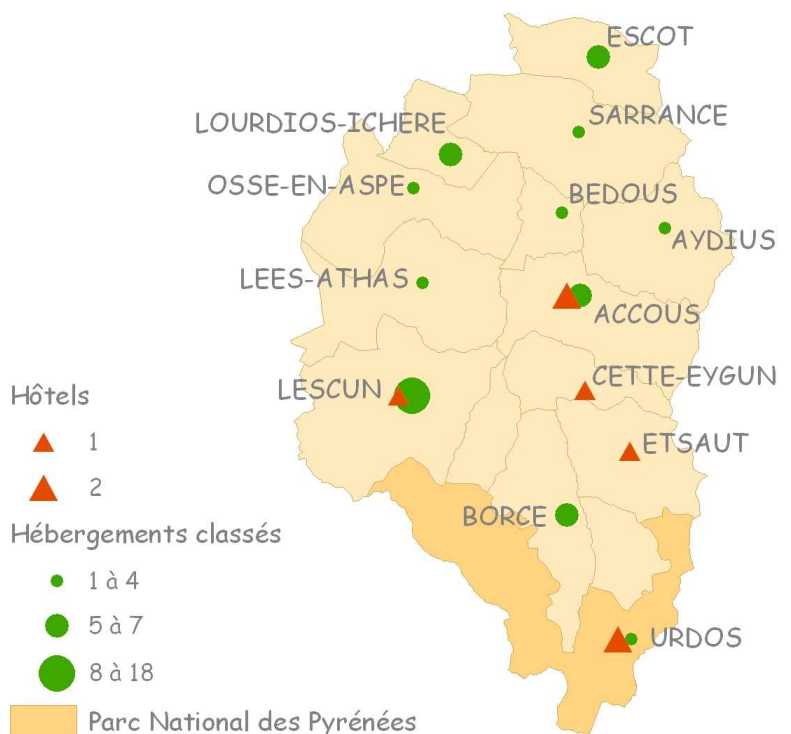 ESCOT
SARRANCE
LOURDIOS-ICHERE
OSSE-EN-ASPE
BEDOUS
AYDIUS
LEES-ATHAS
ACCOUS
CETTE-EYGUN
LESCUN
ETSAUT
BORCE
URDOS
Hôtels
1
2
Hébergements classés
1 à 4
5 à 7
8 à 18
Parc National des Pyrénées